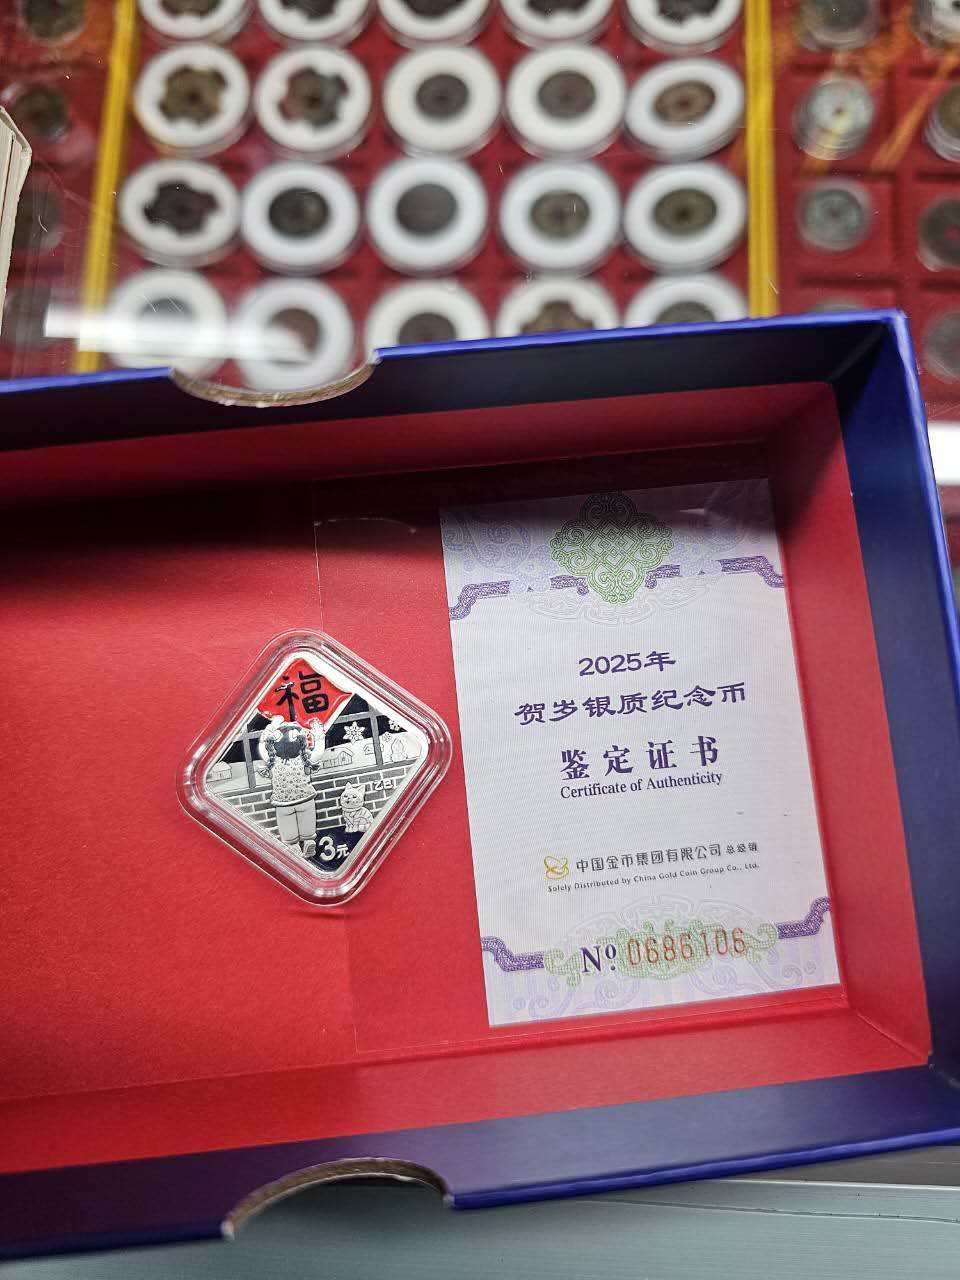 福
3元
2025年
贺岁银质纪念币
鉴定证书
Certificate of Authenticity
中国金币集团有限公司 总经销
Solely Distributed by China Gold Coin Group Co., Ltd.
Nº 0686106